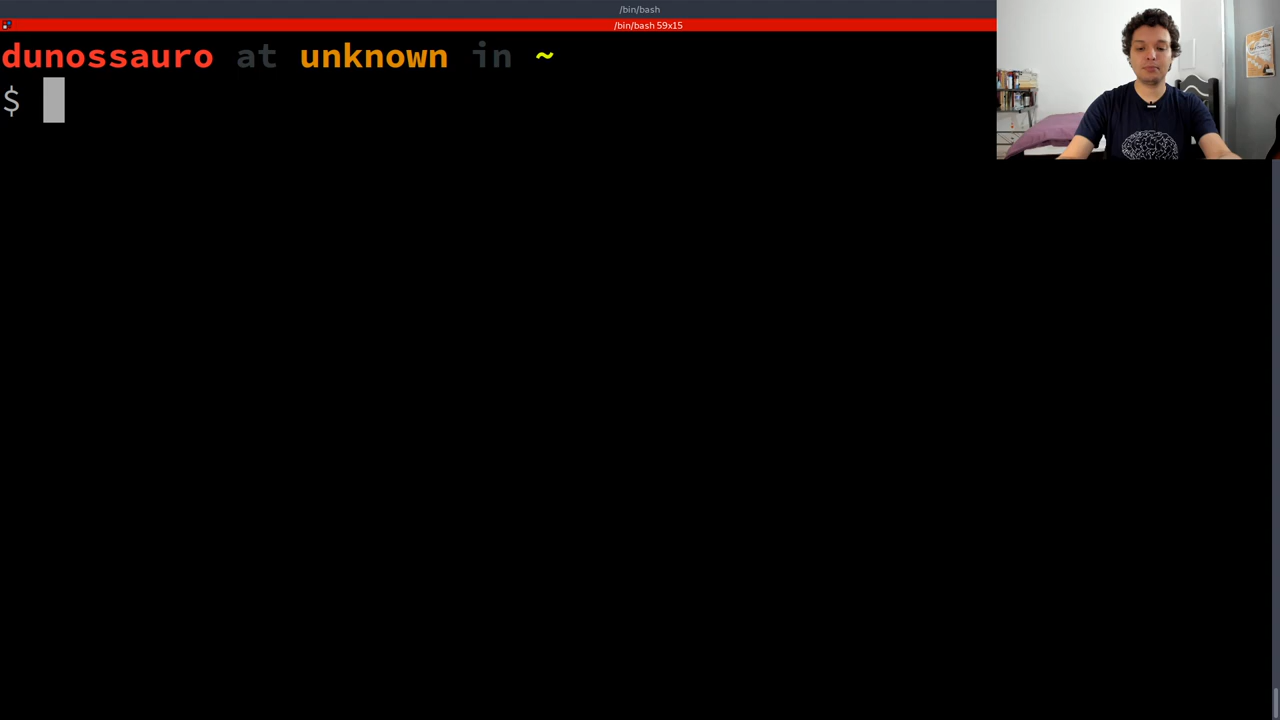 /bin/bash
/bin/bash 59x15
dunossauro at unknown in ~
$